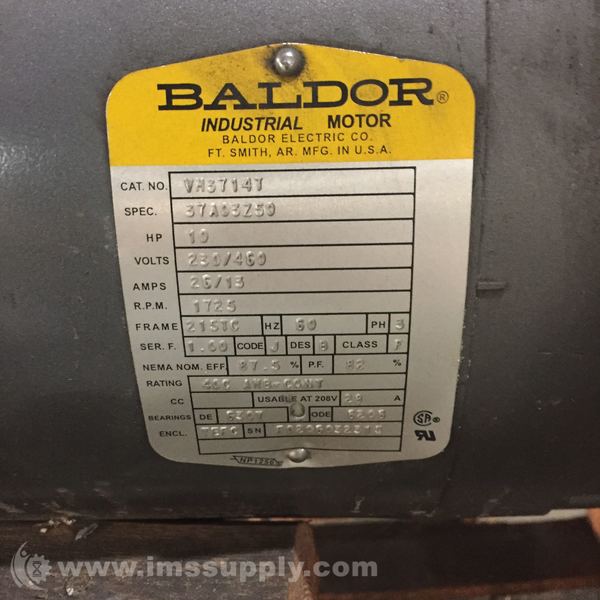 BALDOR®
INDUSTRIAL MOTOR
BALDOR ELECTRIC CO.
FT. SMITH, AR. MFG. IN U.S.A.
CAT. NO. VM3714T
SPEC. 37A03Z50
HP 10
VOLTS 230/460
AMPS 26/13
R.P.M. 1725
FRAME 215TC HZ 60 PH 3
SER. F. 1.00 CODE J DES B CLASS F
NEMA NOM. EFF. 87.5 % P.F. 82 %
RATING 40C AMB-CONT
CC USABLE AT 208V 29 A
BEARINGS DE 6307 ODE 6206
ENCL. TEFC SN
NP1256
www.imssupply.com